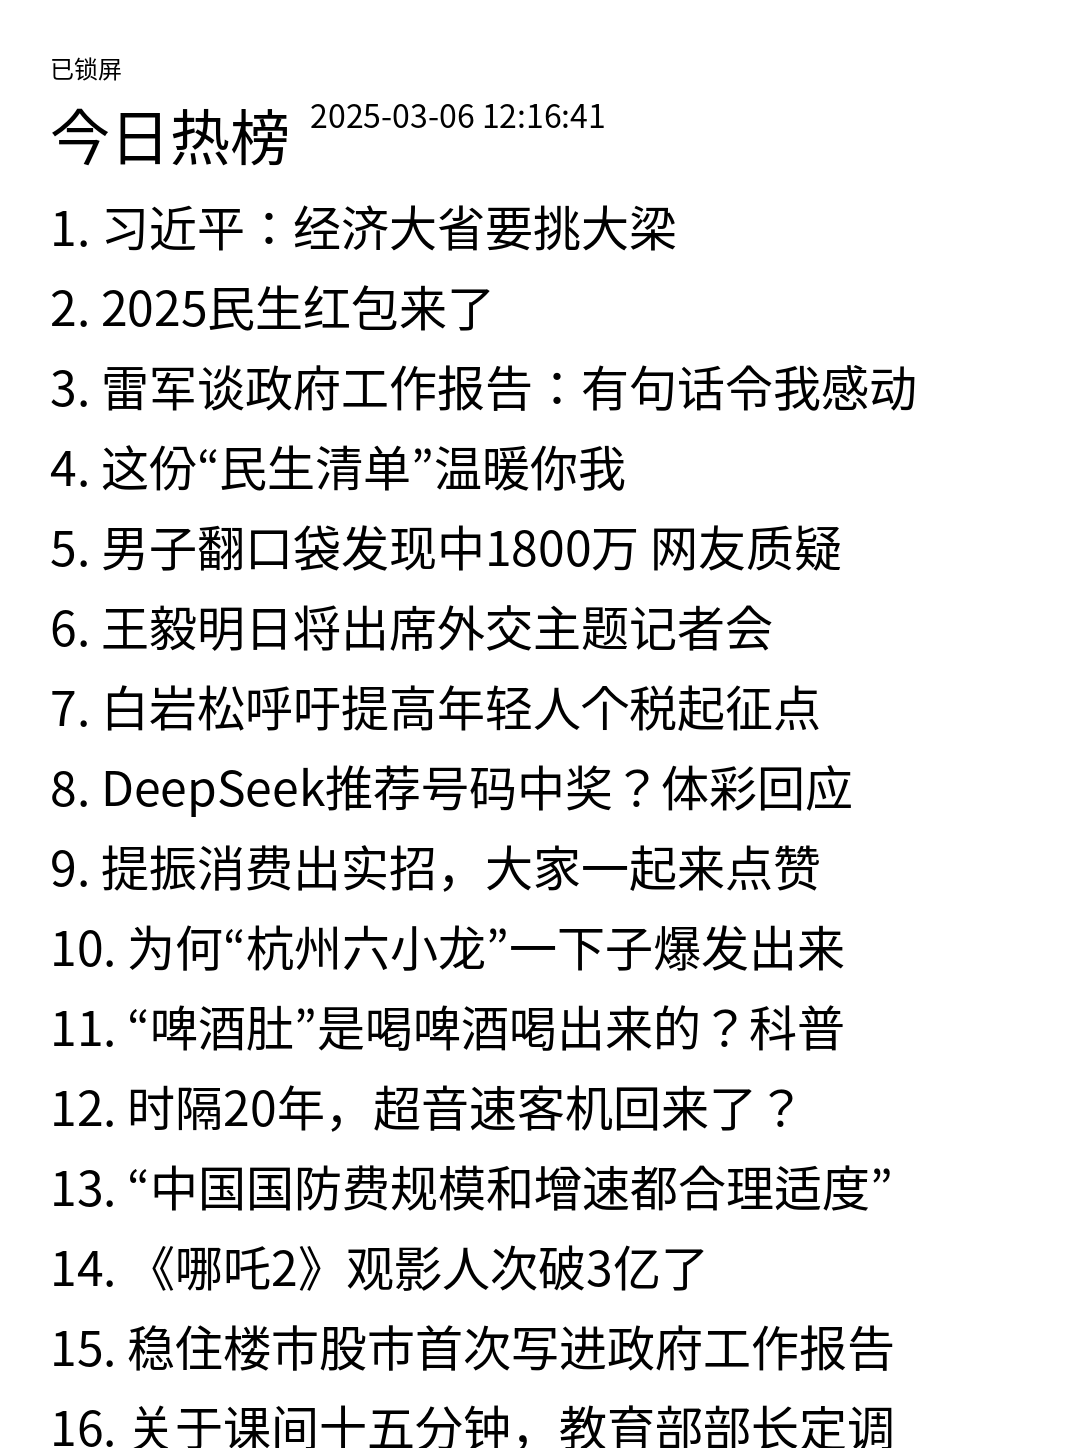 已锁屏
今日热榜 2025-03-06 12:16:41
1. 习近平：经济大省要挑大梁
2. 2025民生红包来了
3. 雷军谈政府工作报告：有句话令我感动
4. 这份“民生清单”温暖你我
5. 男子翻口袋发现中1800万 网友质疑
6. 王毅明日将出席外交主题记者会
7. 白岩松呼吁提高年轻人个税起征点
8. DeepSeek推荐号码中奖？体彩回应
9. 提振消费出实招，大家一起来点赞
10. 为何“杭州六小龙”一下子爆发出来
11. “啤酒肚”是喝啤酒喝出来的？科普
12. 时隔20年，超音速客机回来了？
13. “中国国防费规模和增速都合理适度”
14. 《哪吒2》观影人次破3亿了
15. 稳住楼市股市首次写进政府工作报告
16. 关于课间十五分钟，教育部部长定调